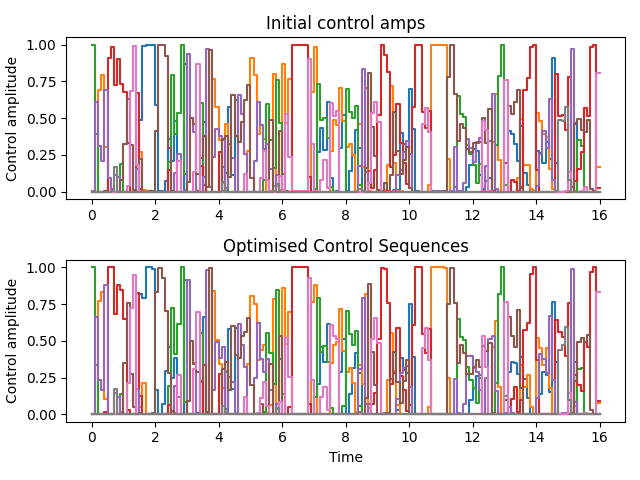 Initial control amps
Control amplitude
1.00
0.75
0.50
0.25
0.00
0 2 4 6 8 10 12 14 16
Optimised Control Sequences
Control amplitude
1.00
0.75
0.50
0.25
0.00
0 2 4 6 8 10 12 14 16
Time